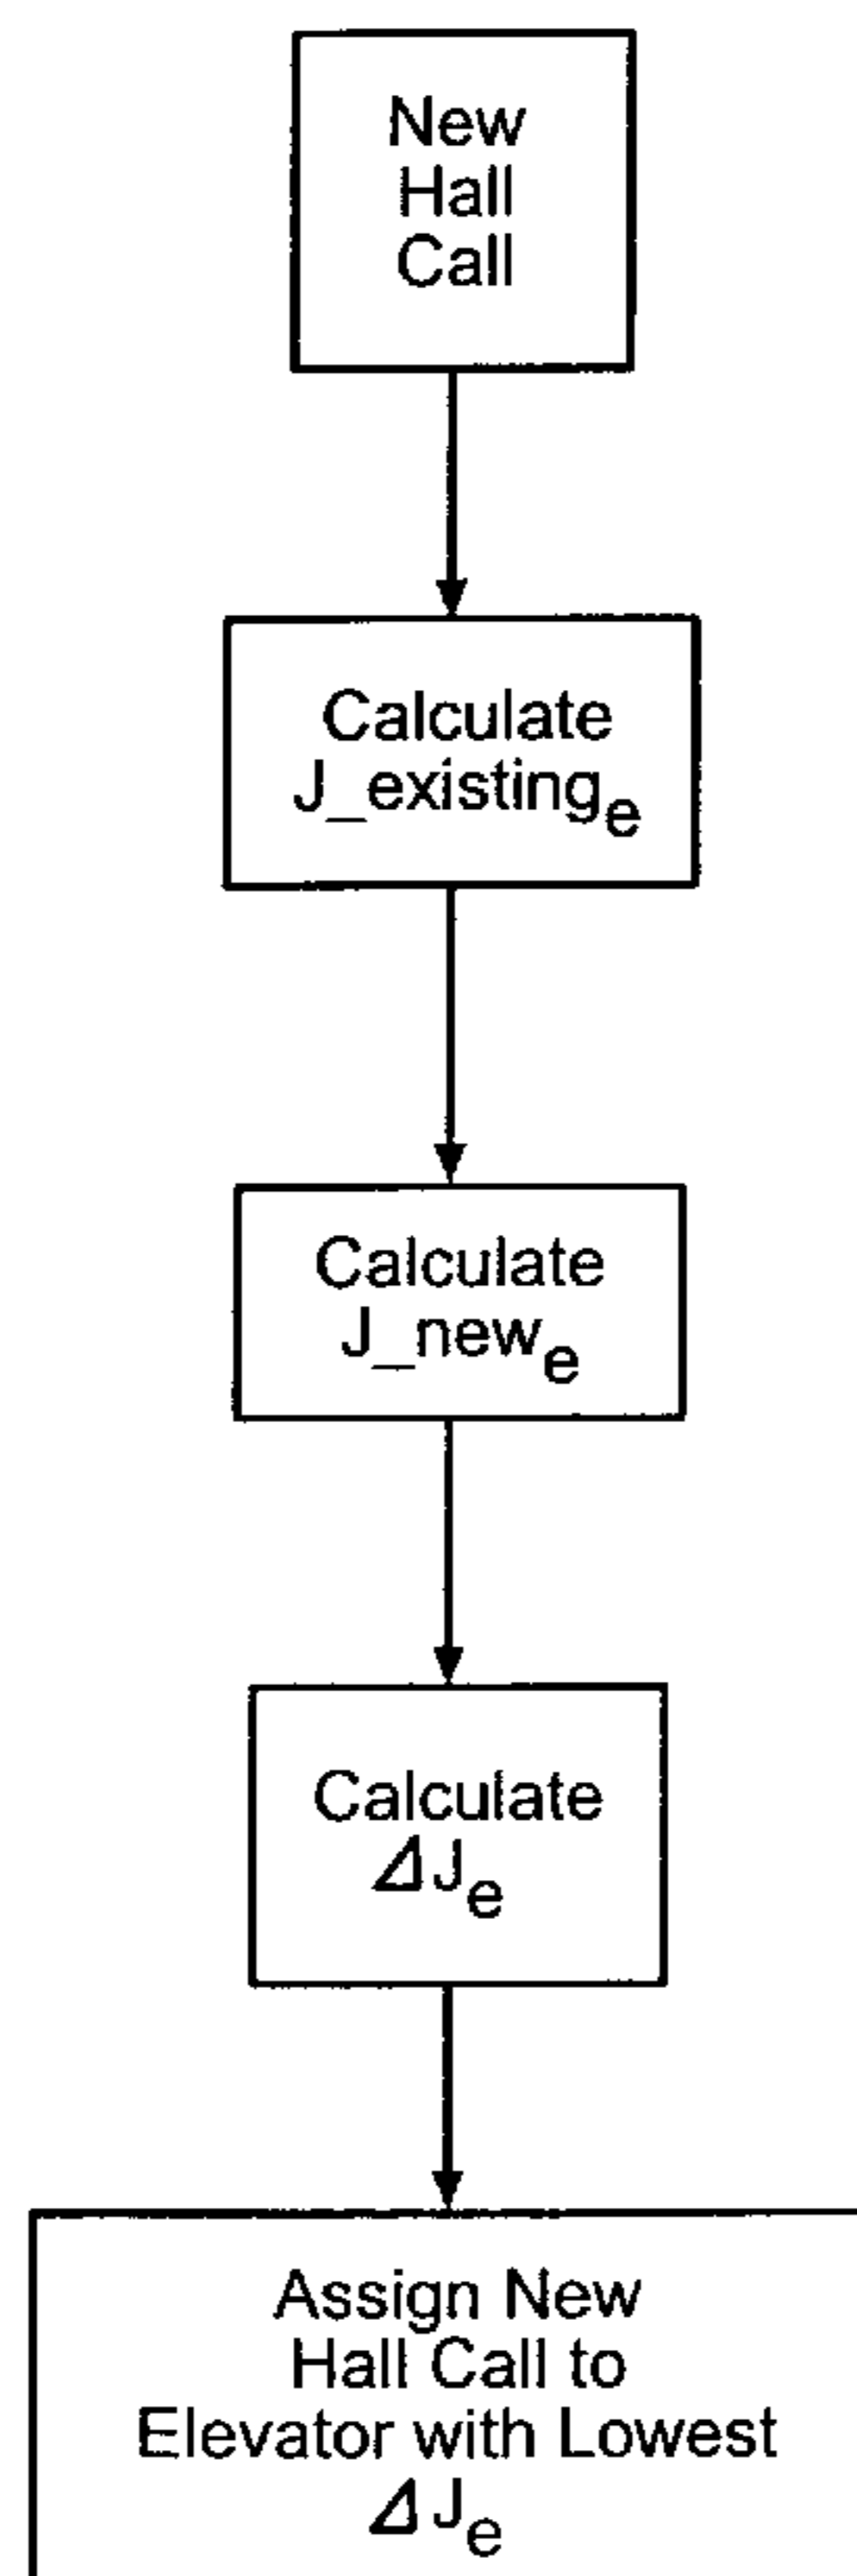 New
Hall
Call
Calculate
J_existingₑ
Calculate
J_newₑ
Calculate
ΔJₑ
Assign New
Hall Call to
Elevator with Lowest
ΔJₑ